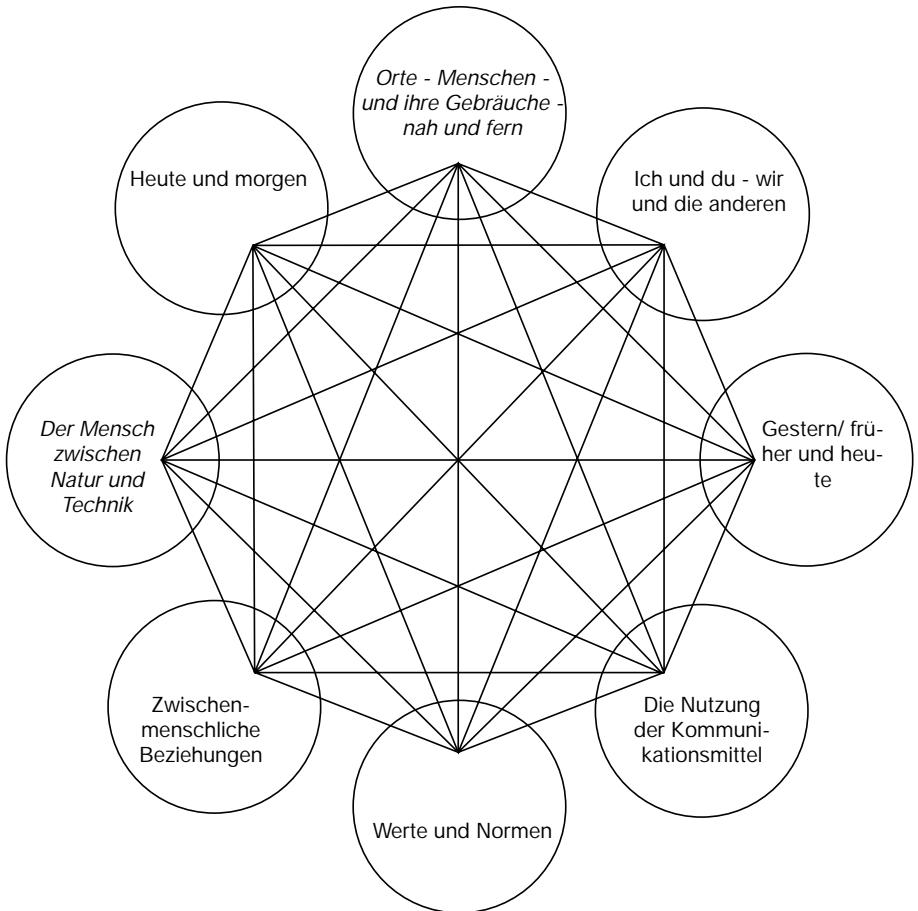 Orte - Menschen -
und ihre Gebräuche -
nah und fern
Heute und morgen
Ich und du - wir
und die anderen
Der Mensch
zwischen
Natur und
Technik
Gestern/ frü-
her und heu-
te
Zwischen-
menschliche
Beziehungen
Die Nutzung
der Kommuni-
kationsmittel
Werte und Normen